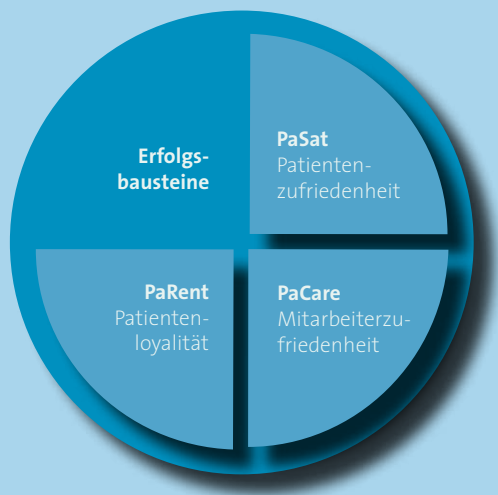 Erfolgs-
bausteine
PaSat
Patienten-
zufriedenheit
PaRent
Patienten-
loyalität
PaCare
Mitarbeiterzu-
friedenheit